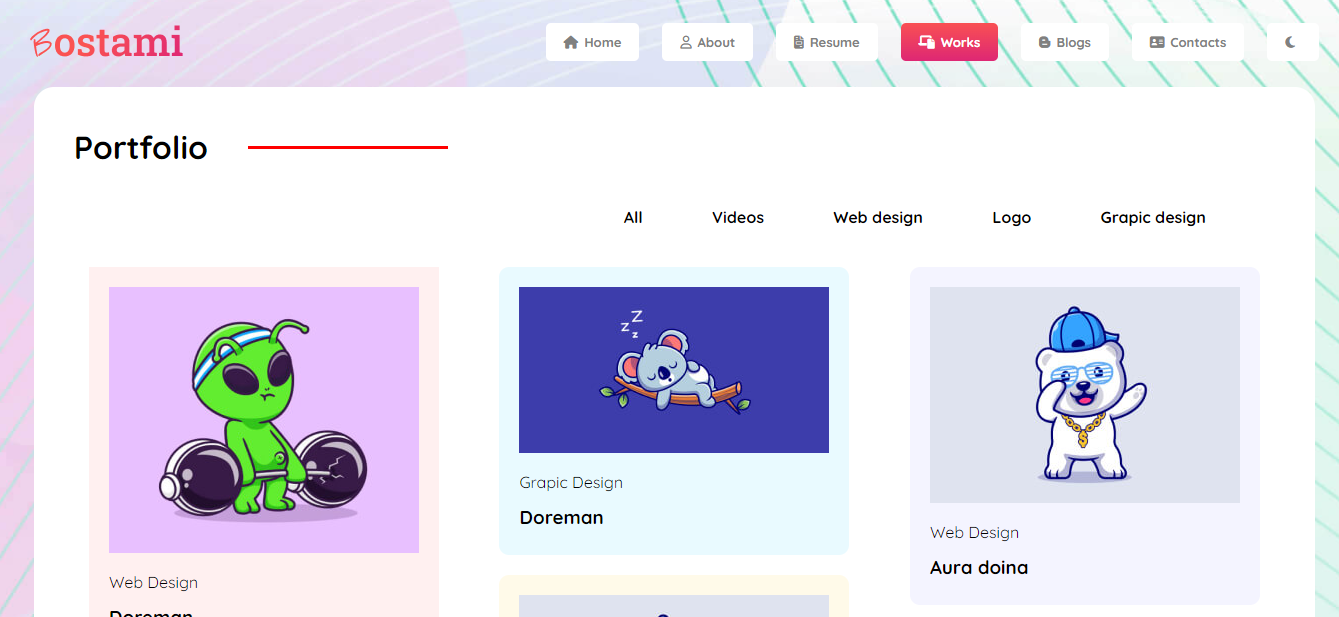 Bostami
Home
About
Resume
Works
Blogs
Contacts
Portfolio
All
Videos
Web design
Logo
Grapic design
Z
Z
Z
Web Design
Doreman
Grapic Design
Doreman
$
Web Design
Aura doina